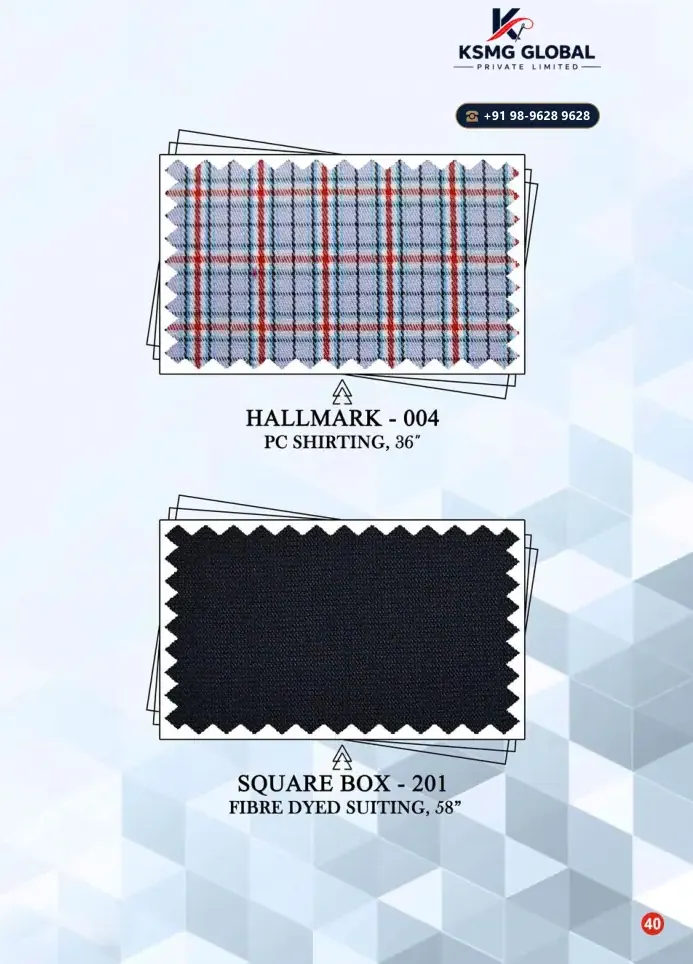 KSMG GLOBAL
PRIVATE LIMITED
+91 98-9628 9628
HALLMARK - 004
PC SHIRTING, 36"
SQUARE BOX - 201
FIBRE DYED SUITING, 58”
40